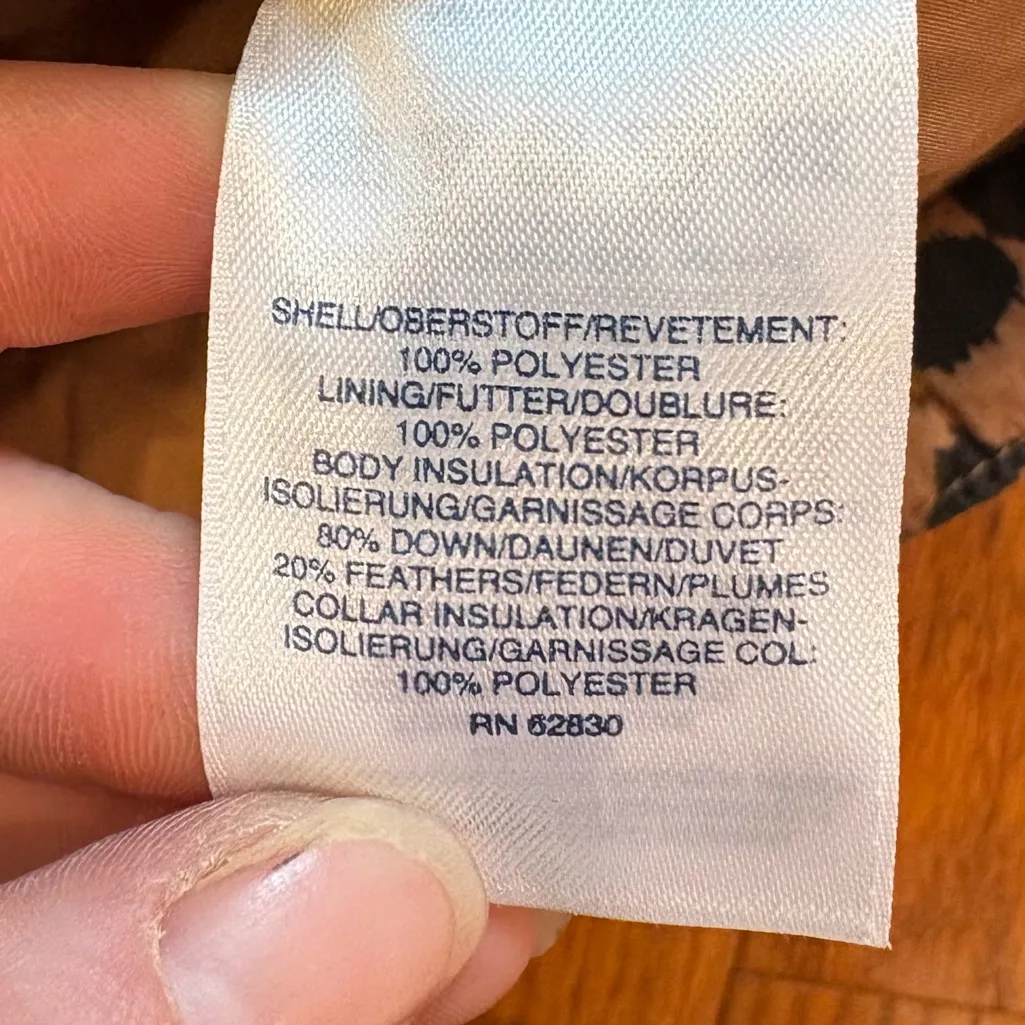 SHELL/OBERSTOFF/REVETEMENT:
100% POLYESTER
LINING/FUTTER/DOUBLURE:
100% POLYESTER
BODY INSULATION/KORPUS-
ISOLIERUNG/GARNISSAGE CORPS:
80% DOWN/DAUNEN/DUVET
20% FEATHERS/FEDERN/PLUMES
COLLAR INSULATION/KRAGEN-
ISOLIERUNG/GARNISSAGE COL:
100% POLYESTER
RN 62830